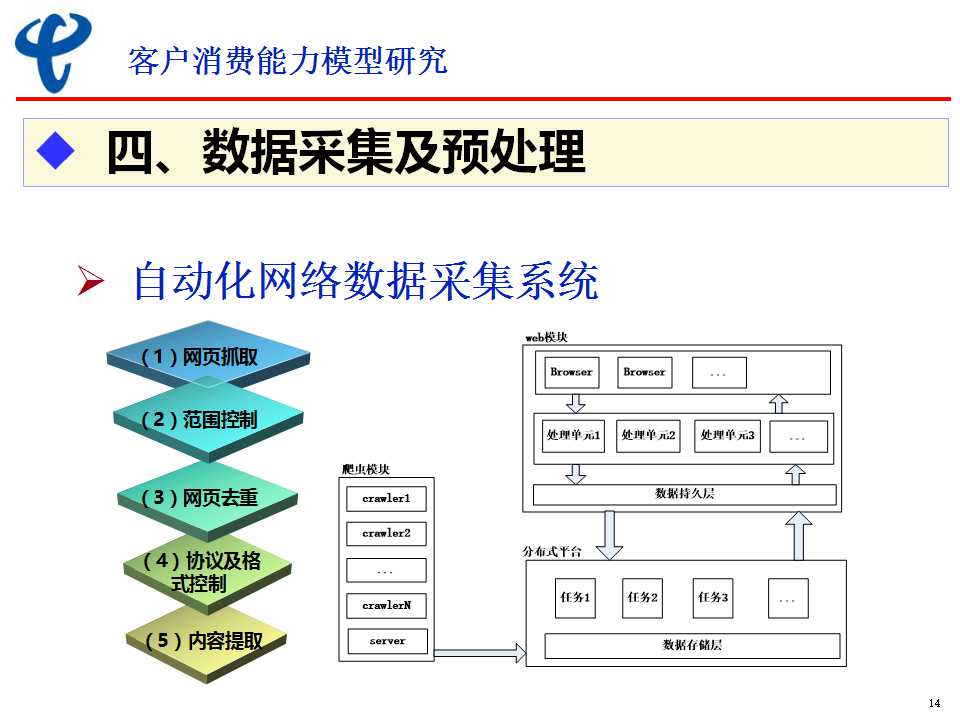 客户消费能力模型研究
四、数据采集及预处理
自动化网络数据采集系统
（1）网页抓取
（2）范围控制
（3）网页去重
（4）协议及格
式控制
（5）内容提取
爬虫模块
crawler1
crawler2
...
crawlerN
server
web模块
Browser
Browser
...
处理单元1
处理单元2
处理单元3
...
数据持久层
分布式平台
任务1
任务2
任务3
...
数据存储层
14